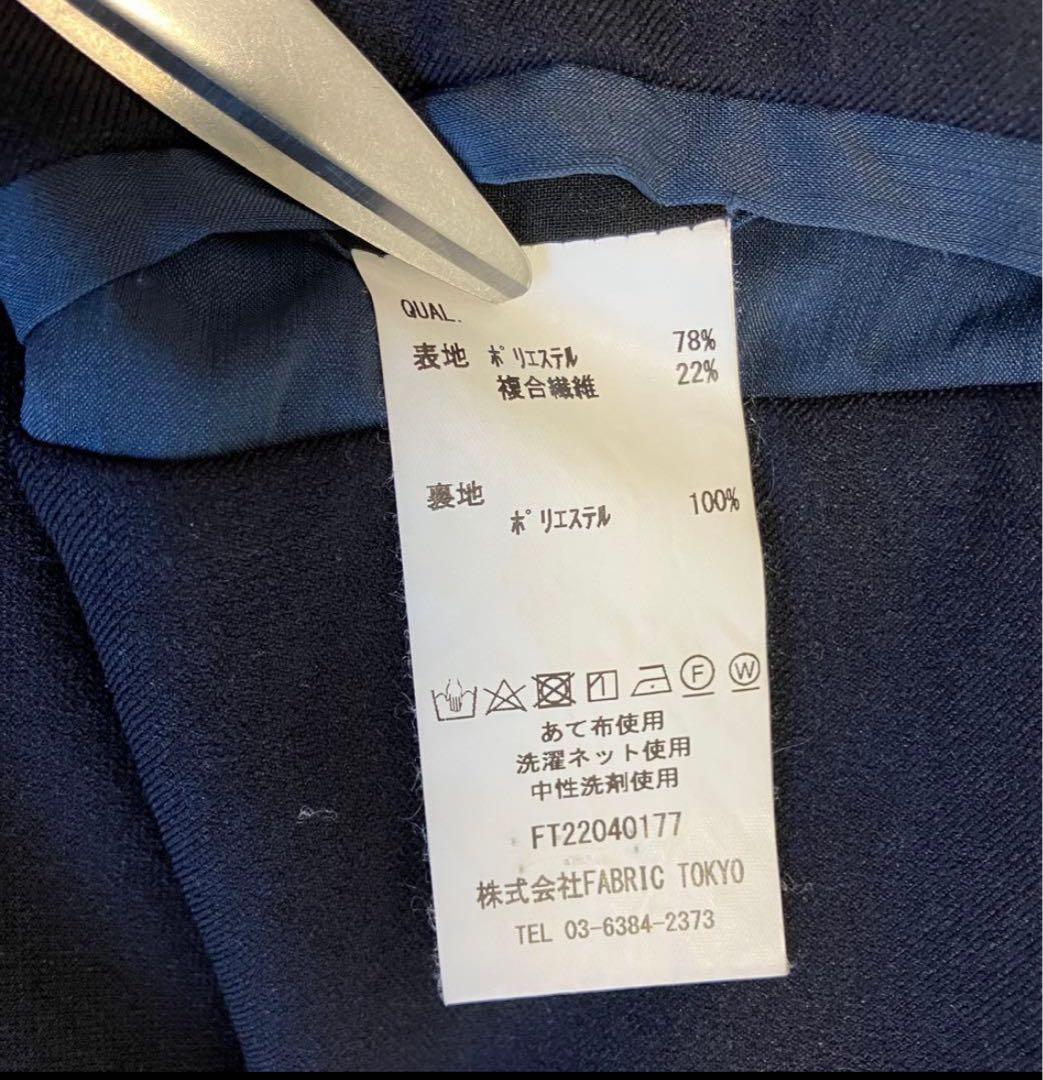 QUAL.
表地 ﾎﾟﾘｴｽﾃﾙ 78%
複合繊維 22%
裏地
ﾎﾟﾘｴｽﾃﾙ 100%
F W
あて布使用
洗濯ネット使用
中性洗剤使用
FT22040177
株式会社FABRIC TOKYO
TEL 03-6384-2373